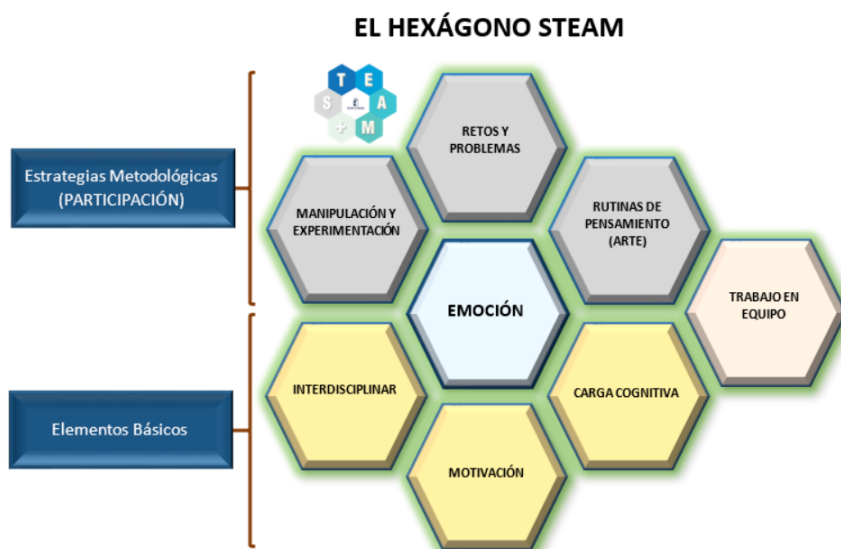 EL HEXÁGONO STEAM
T E
S A
+ M
RETOS Y
PROBLEMAS
Estrategias Metodológicas
(PARTICIPACIÓN)
MANIPULACIÓN Y
EXPERIMENTACIÓN
RUTINAS DE
PENSAMIENTO
(ARTE)
EMOCIÓN
TRABAJO EN
EQUIPO
INTERDISCIPLINAR
CARGA COGNITIVA
Elementos Básicos
MOTIVACIÓN